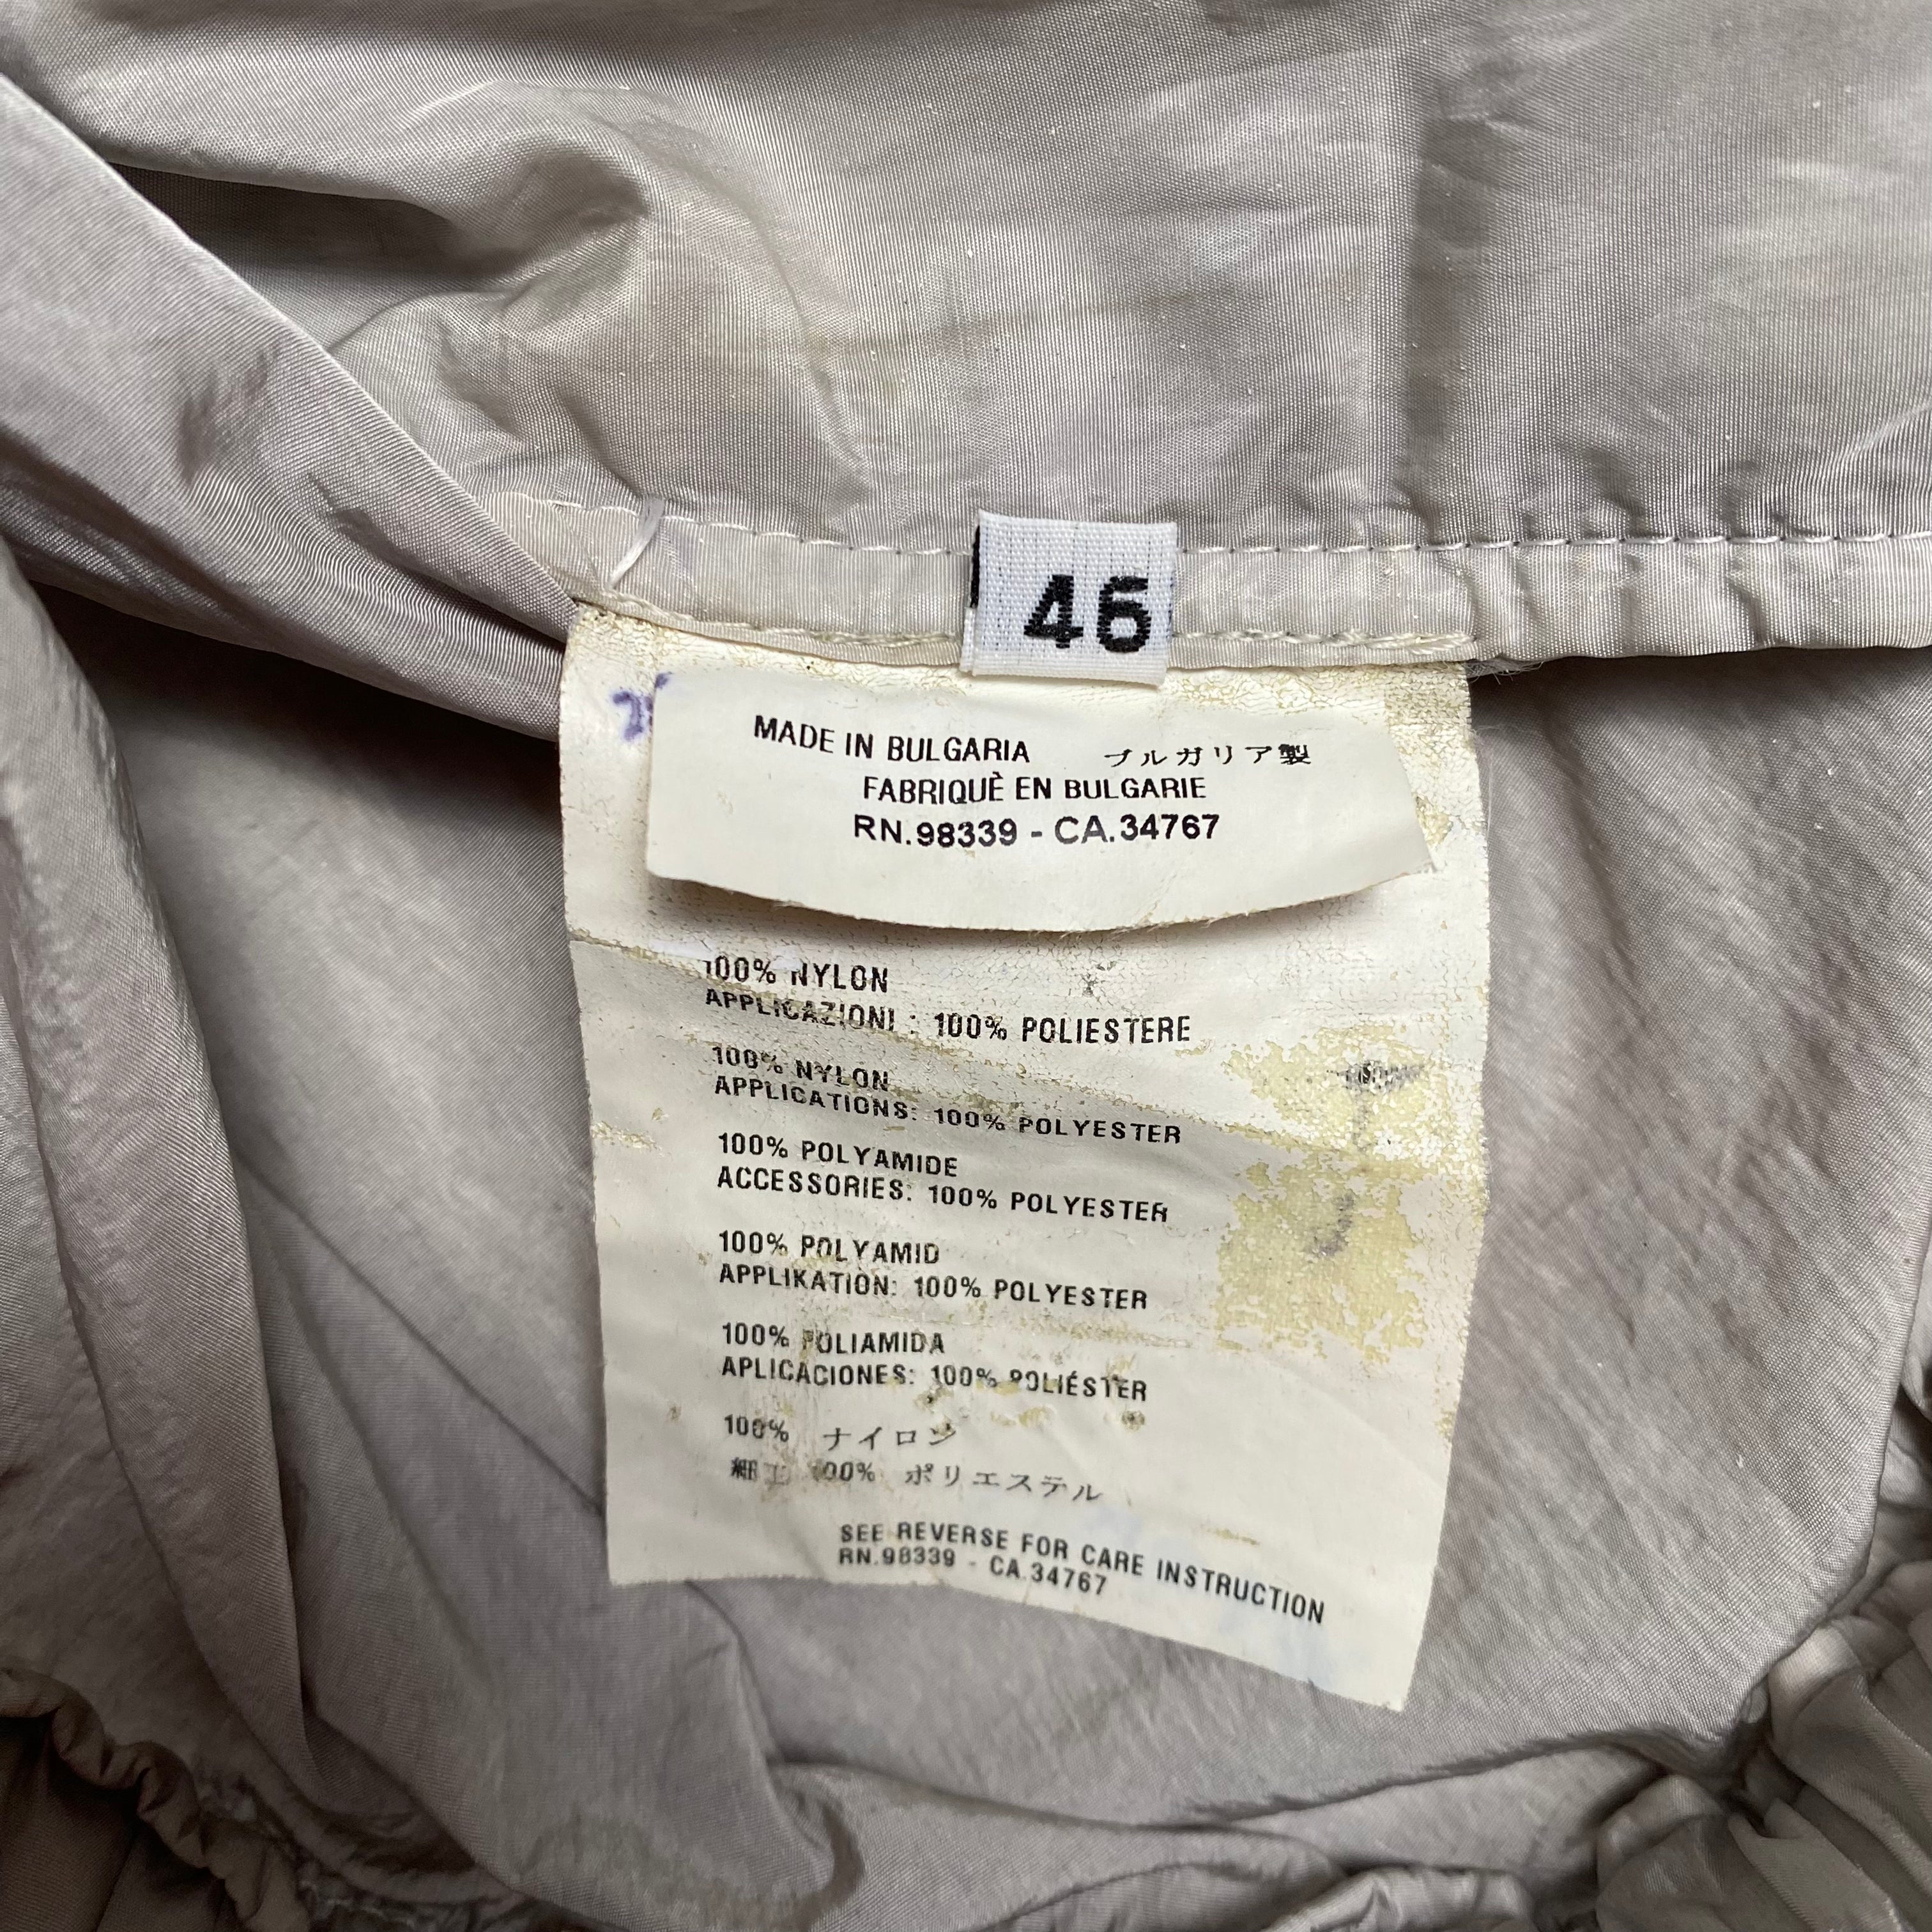 46
MADE IN BULGARIA ブルガリア製
FABRIQUÈ EN BULGARIE
RN.98339 - CA.34767
100% NYLON
APPLICAZIONI : 100% POLIESTERE
100% NYLON
APPLICATIONS: 100% POLYESTER
100% POLYAMIDE
ACCESSORIES: 100% POLYESTER
100% POLYAMID
APPLIKATION: 100% POLYESTER
100% POLIAMIDA
APLICACIONES: 100% POLIÉSTER
100% ナイロン
細工 100% ポリエステル
SEE REVERSE FOR CARE INSTRUCTION
RN.98339 - CA.34767